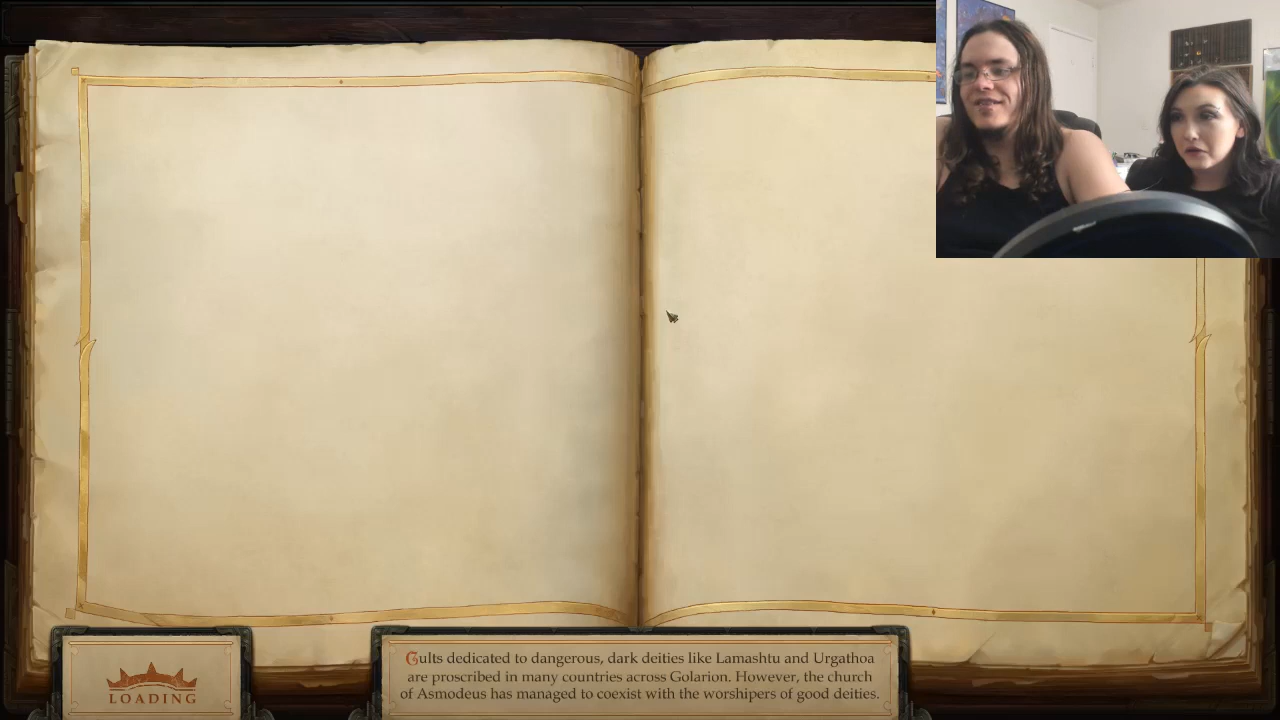 Cults dedicated to dangerous, dark deities like Lamashtu and Urgathoa
are proscribed in many countries across Golarion. However, the church
of Asmodeus has managed to coexist with the worshipers of good deities.
LOADING